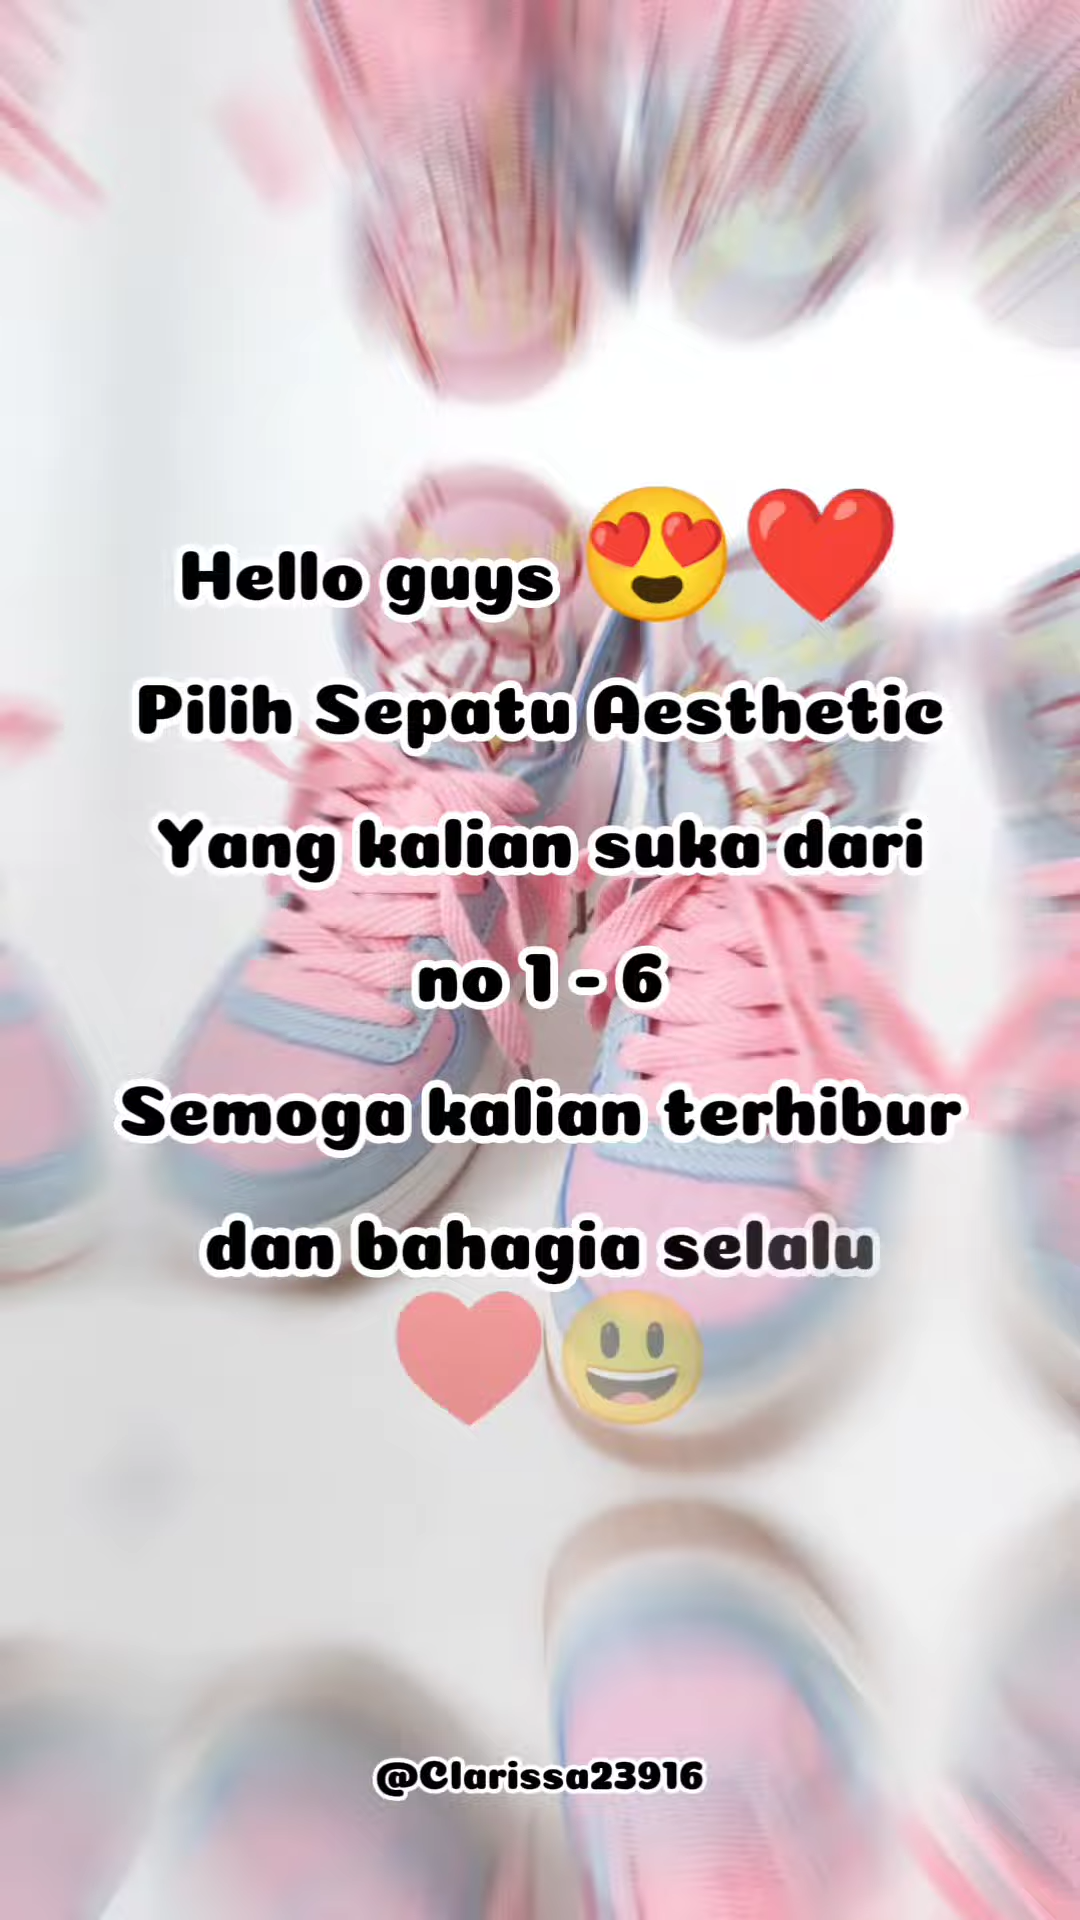 Hello guys 😍❤️
Pilih Sepatu Aesthetic
Yang kalian suka dari
no 1 - 6
Semoga kalian terhibur
dan bahagia selalu
❤️😃
@Clarissa23916